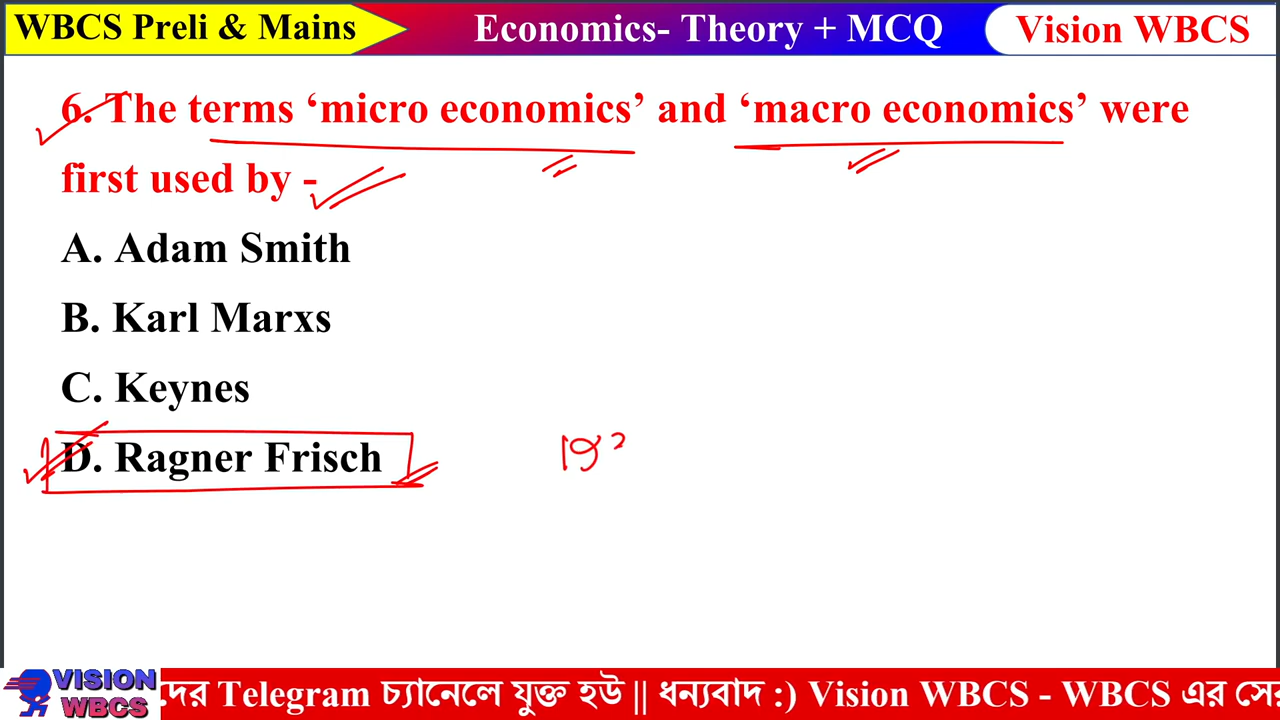 WBCS Preli & Mains
Economics- Theory + MCQ
Vision WBCS
6. The terms ‘micro economics’ and ‘macro economics’ were
first used by -
A. Adam Smith
B. Karl Marxs
C. Keynes
D. Ragner Frisch
VISION
WBCS
দের Telegram চ্যানেলে যুক্ত হউ || ধন্যবাদ :) Vision WBCS - WBCS এর